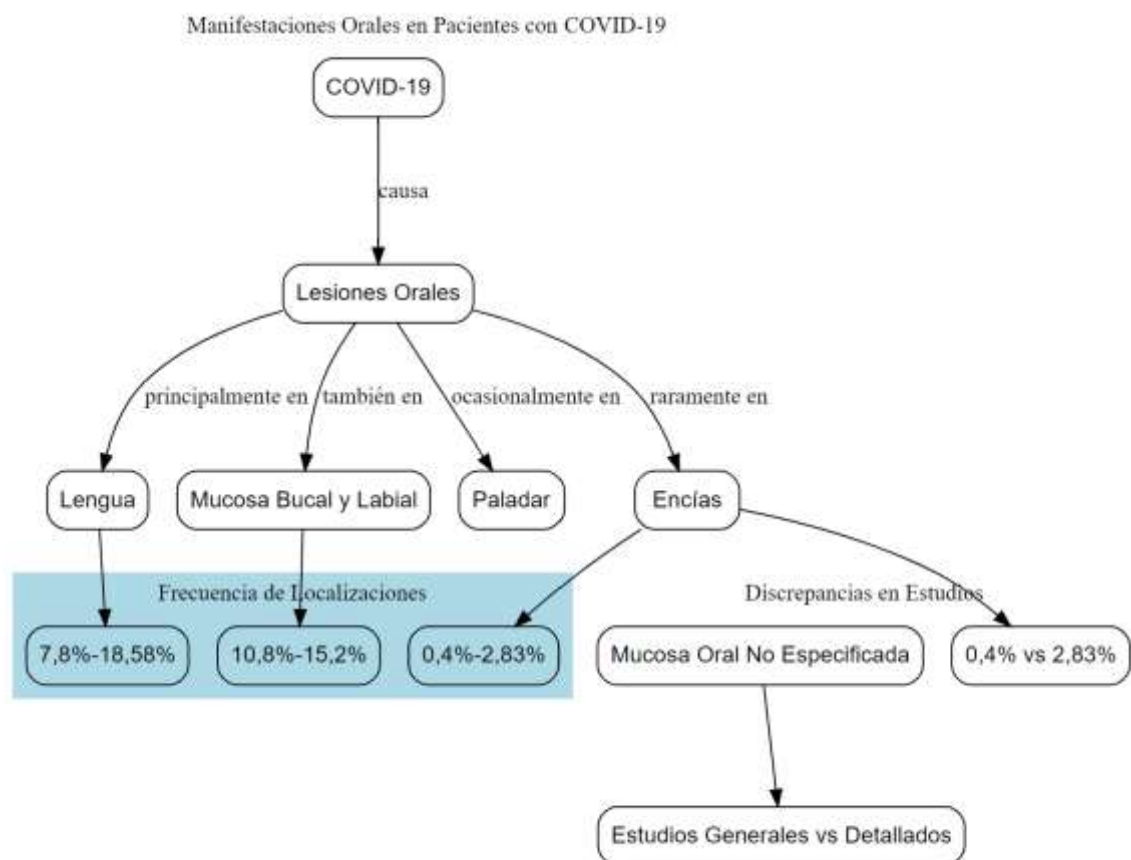 Manifestaciones Orales en Pacientes con COVID-19
COVID-19
causa
Lesiones Orales
principalmente en
también en
ocasionalmente en
raramente en
Lengua
Mucosa Bucal y Labial
Paladar
Encías
Frecuencia de Localizaciones
Discrepancias en Estudios
7,8%-18,58%
10,8%-15,2%
0,4%-2,83%
Mucosa Oral No Especificada
0,4% vs 2,83%
Estudios Generales vs Detallados